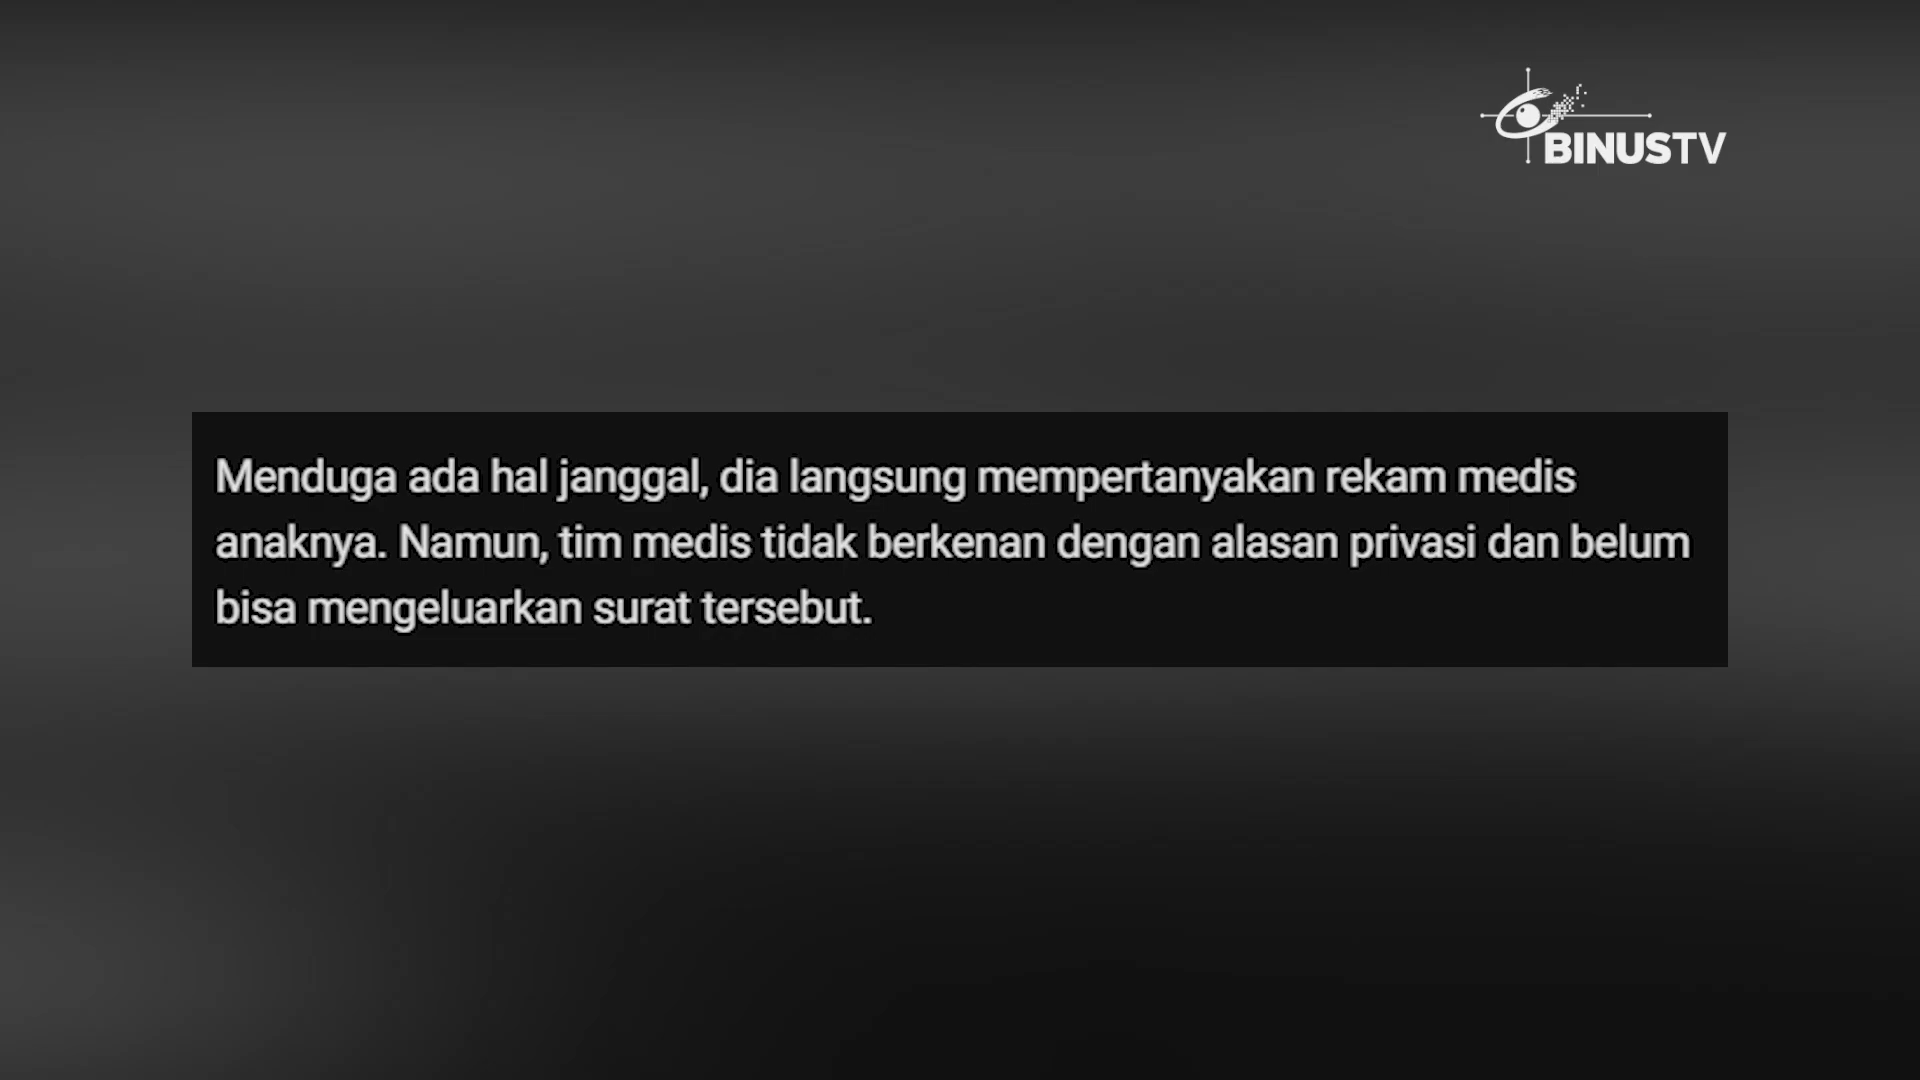 BINUSTV
Menduga ada hal janggal, dia langsung mempertanyakan rekam medis
anaknya. Namun, tim medis tidak berkenan dengan alasan privasi dan belum
bisa mengeluarkan surat tersebut.